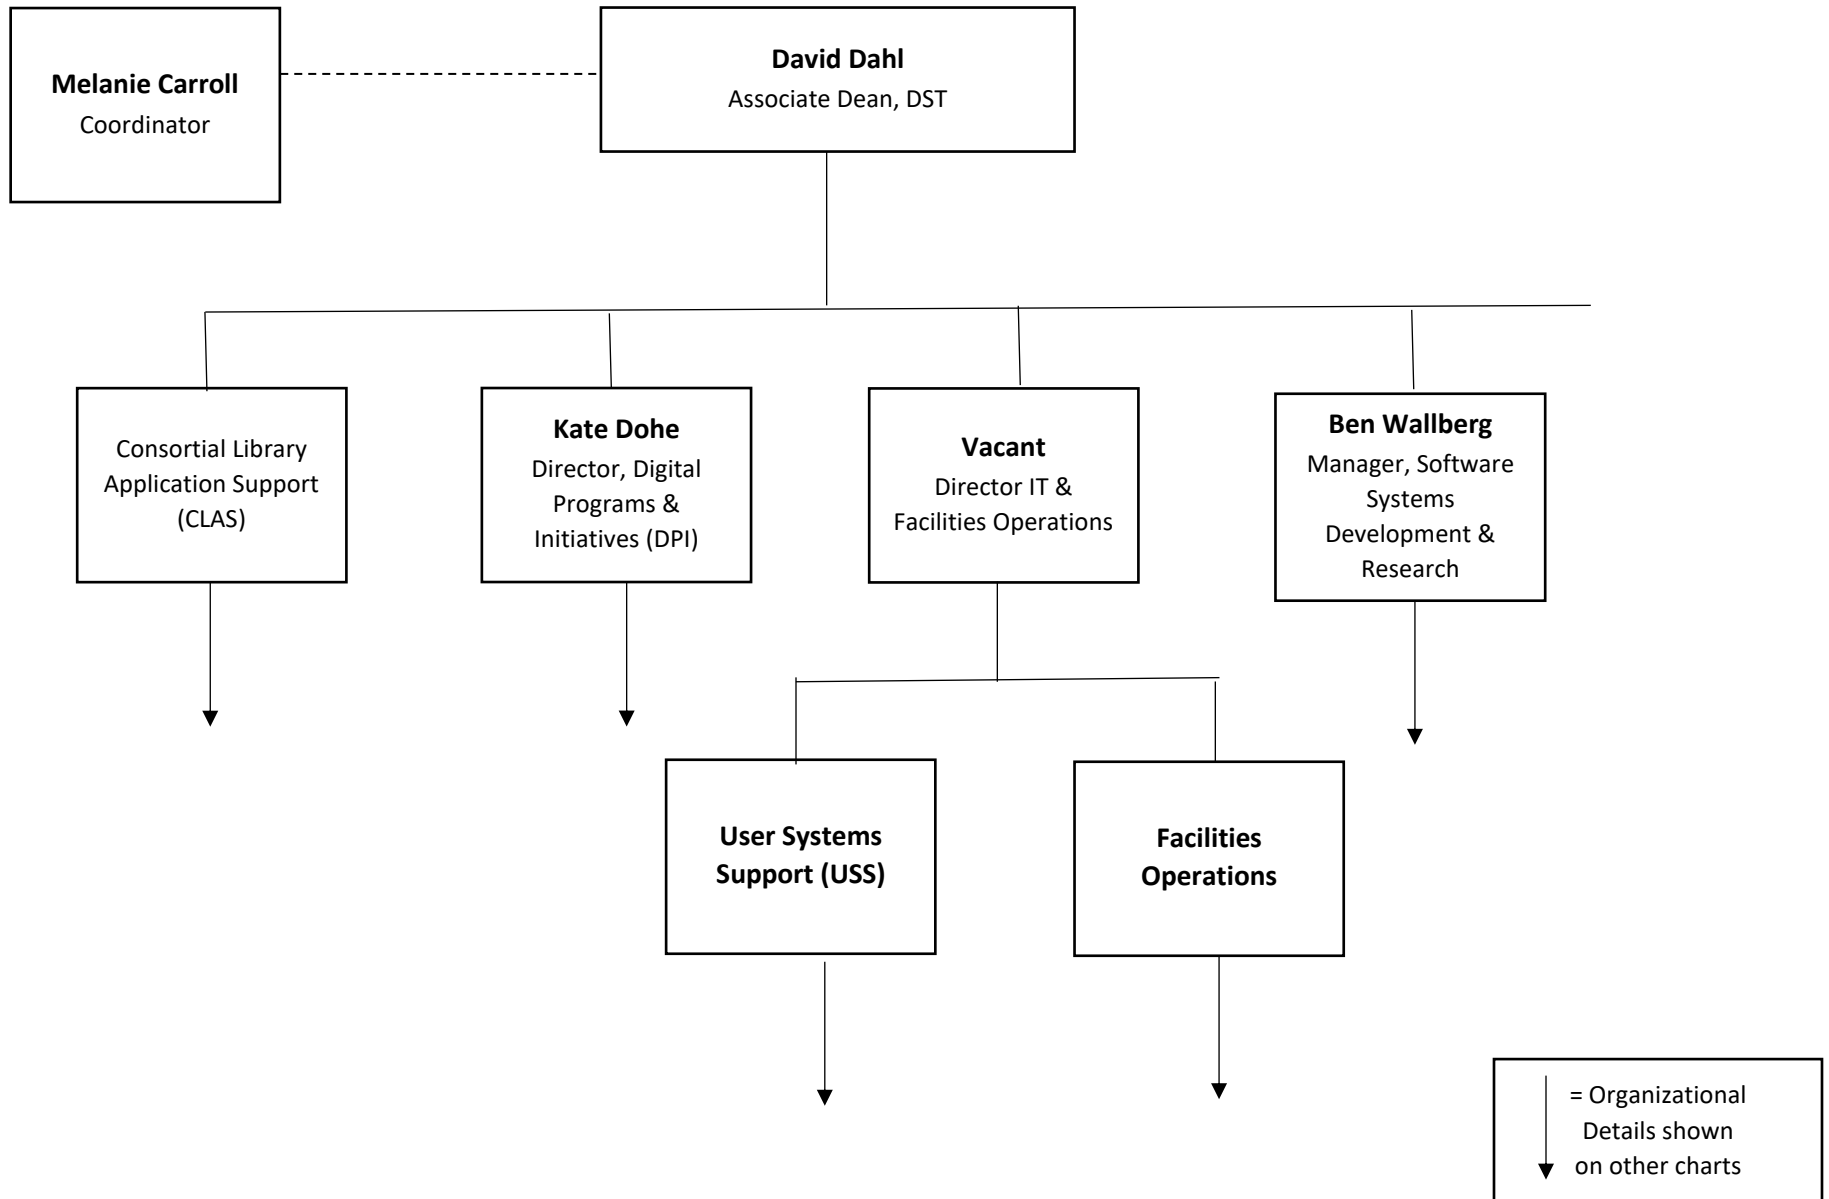 Melanie Carroll
Coordinator
David Dahl
Associate Dean, DST
Consortial Library
Application Support
(CLAS)
Kate Dohe
Director, Digital
Programs &
Initiatives (DPI)
Vacant
Director IT &
Facilities Operations
Ben Wallberg
Manager, Software
Systems
Development &
Research
User Systems
Support (USS)
Facilities
Operations
= Organizational
Details shown
on other charts